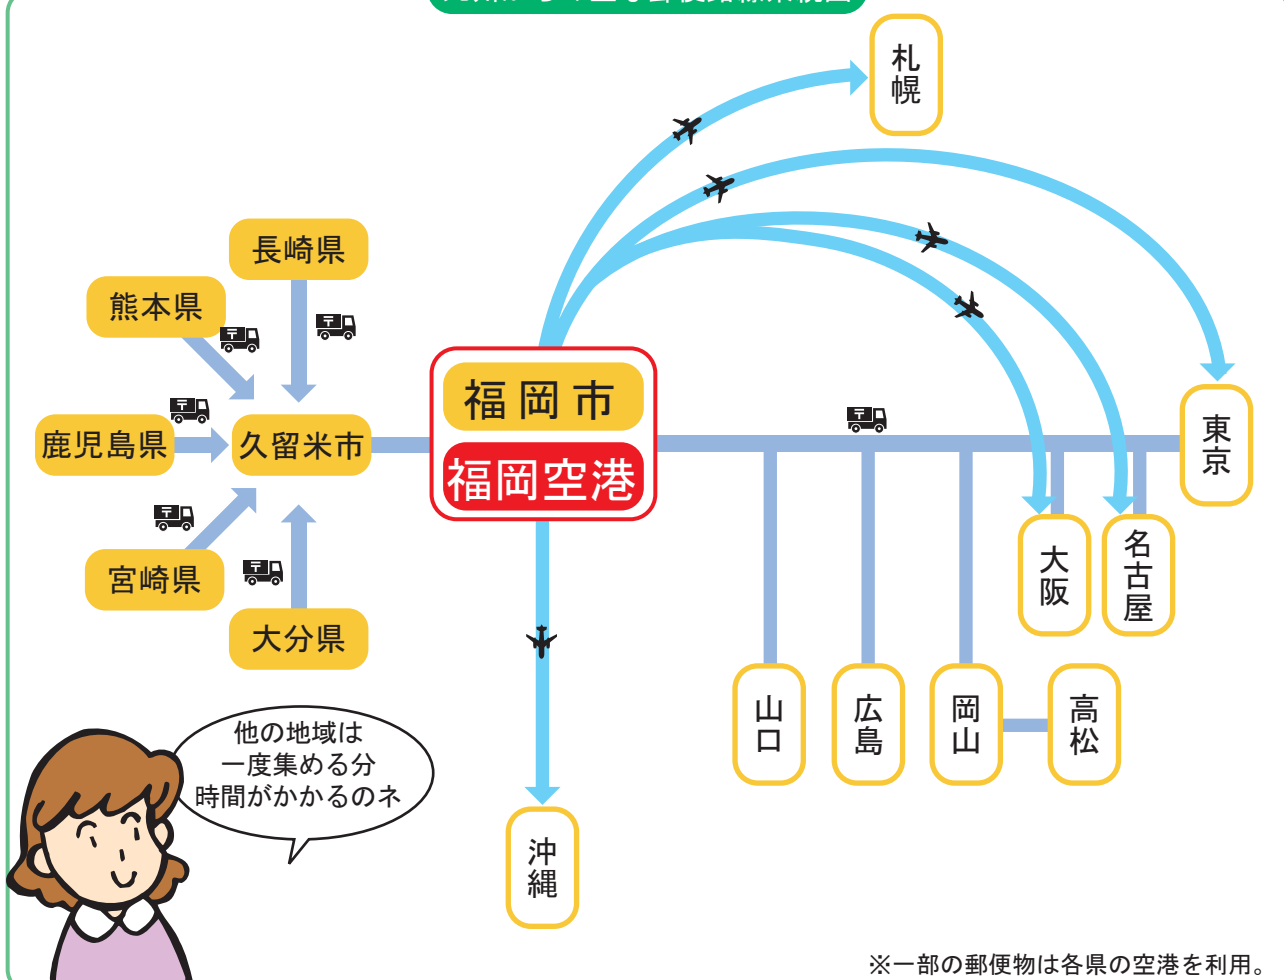 札幌
長崎県
熊本県
鹿児島県
久留米市
宮崎県
大分県
福岡市
福岡空港
東京
大阪
名古屋
山口
広島
岡山
高松
沖縄
他の地域は
一度集める分
時間がかかるのネ
※一部の郵便物は各県の空港を利用。